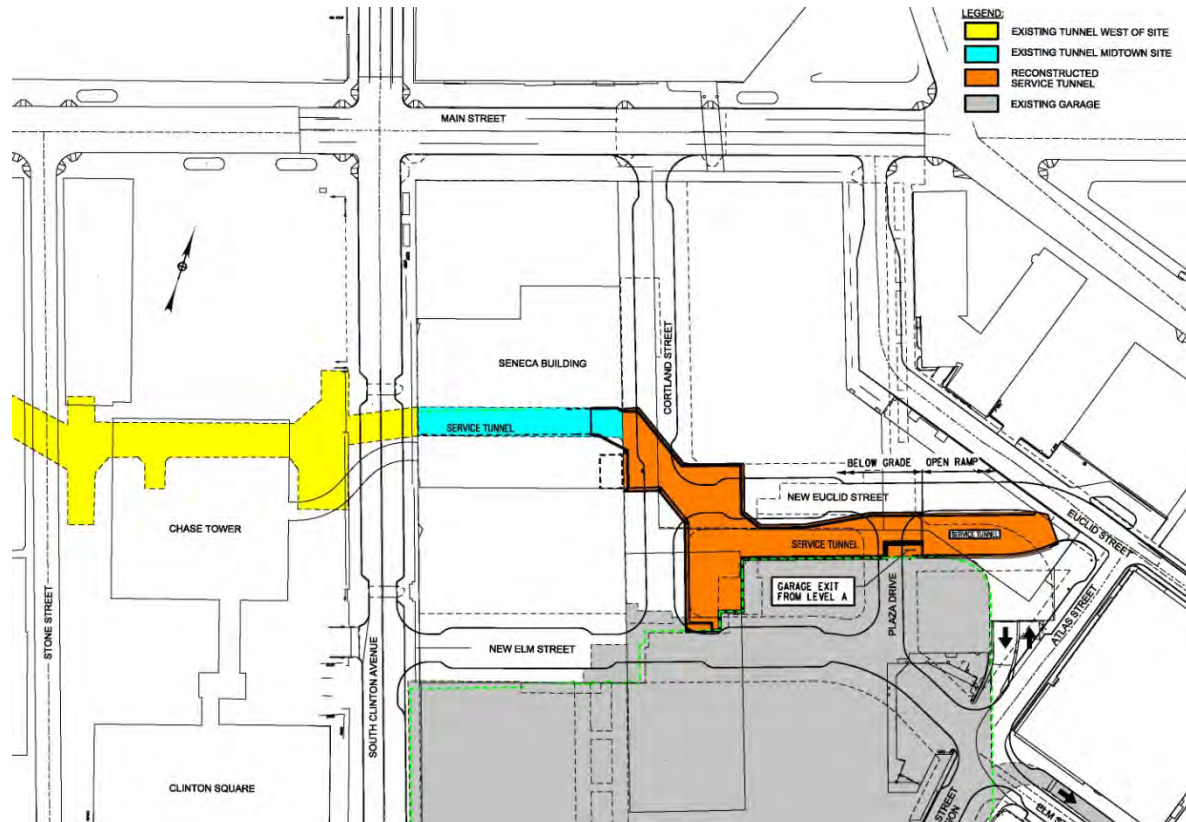 LEGEND:
EXISTING TUNNEL WEST OF SITE
EXISTING TUNNEL MIDTOWN SITE
RECONSTRUCTED
SERVICE TUNNEL
EXISTING GARAGE
MAIN STREET
SENECA BUILDING
CORTLAND STREET
SERVICE TUNNEL
BELOW GRADE
OPEN RAMP
NEW EUCLID STREET
EUCLID STREET
CHASE TOWER
SERVICE TUNNEL
SERVICE TUNNEL
GARAGE EXIT
FROM LEVEL A
PLAZA DRIVE
ATLAS STREET
STONE STREET
NEW ELM STREET
SOUTH CLINTON AVENUE
CLINTON SQUARE
STREET
ELM